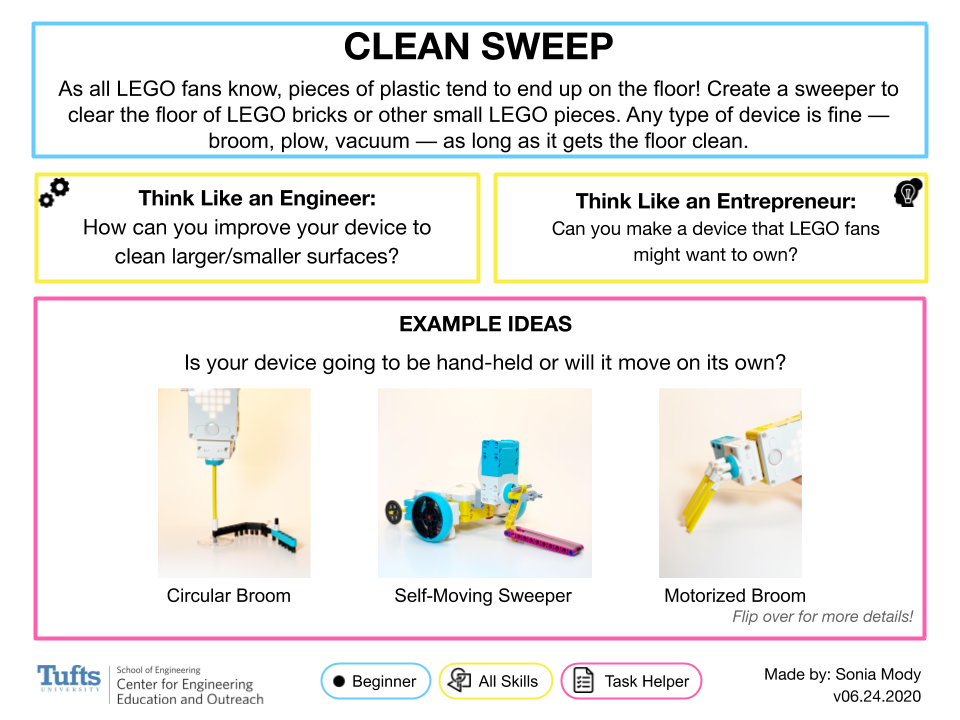 CLEAN SWEEP
As all LEGO fans know, pieces of plastic tend to end up on the floor! Create a sweeper to
clear the floor of LEGO bricks or other small LEGO pieces. Any type of device is fine —
broom, plow, vacuum — as long as it gets the floor clean.
Think Like an Engineer:
How can you improve your device to
clean larger/smaller surfaces?
Think Like an Entrepreneur:
Can you make a device that LEGO fans
might want to own?
EXAMPLE IDEAS
Is your device going to be hand-held or will it move on its own?
Circular Broom
Self-Moving Sweeper
Motorized Broom
Flip over for more details!
Tufts
UNIVERSITY
School of Engineering
Center for Engineering
Education and Outreach
Beginner
All Skills
Task Helper
Made by: Sonia Mody
v06.24.2020